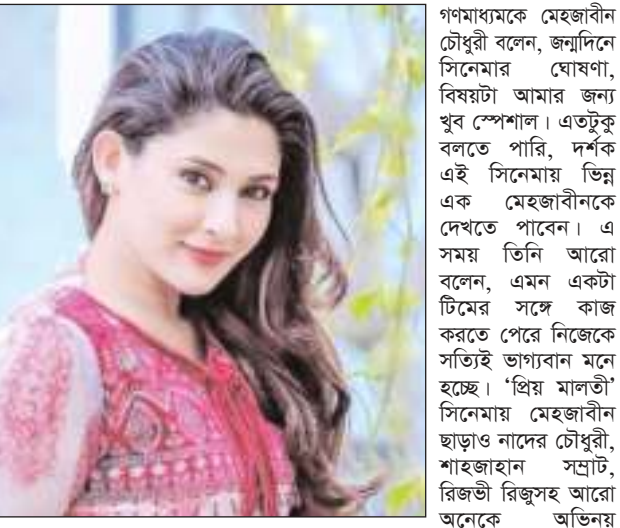 গণমাধ্যমকে মেহজাবীন
চৌধুরী বলেন, জন্মদিনে
সিনেমার ঘোষণা,
বিষয়টা আমার জন্য
খুব স্পেশাল। এতটুকু
বলতে পারি, দর্শক
এই সিনেমায় ভিন্ন
এক মেহজাবীনকে
দেখতে পাবেন। এ
সময় তিনি আরো
বলেন, এমন একটা
টিমের সঙ্গে কাজ
করতে পেরে নিজেকে
সত্যিই ভাগ্যবান মনে
হচ্ছে। ‘প্রিয় মালতী’
সিনেমায় মেহজাবীন
ছাড়াও নাদের চৌধুরী,
শাহজাহান সম্রাট,
রিজভী রিজুসহ আরো
অনেকে অভিনয়